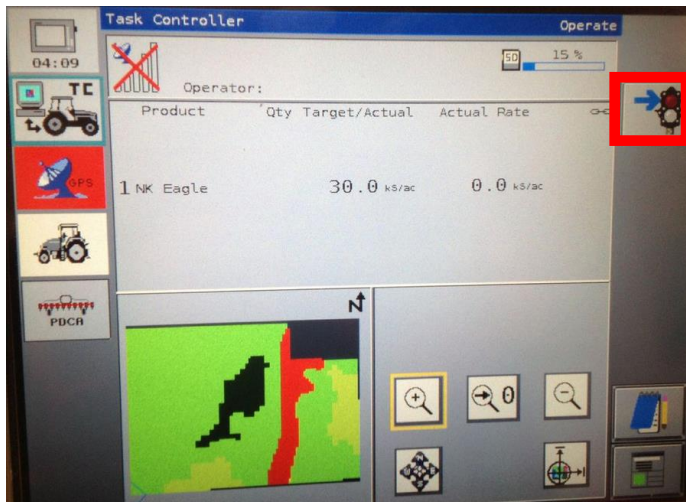 Task Controller
Operate
04:09
SD
15 %
Operator:
TC
Product
Qty Target/Actual
Actual Rate
GPS
1 NK Eagle
30.0 kS/ac
0.0 kS/ac
N
PDCA
0